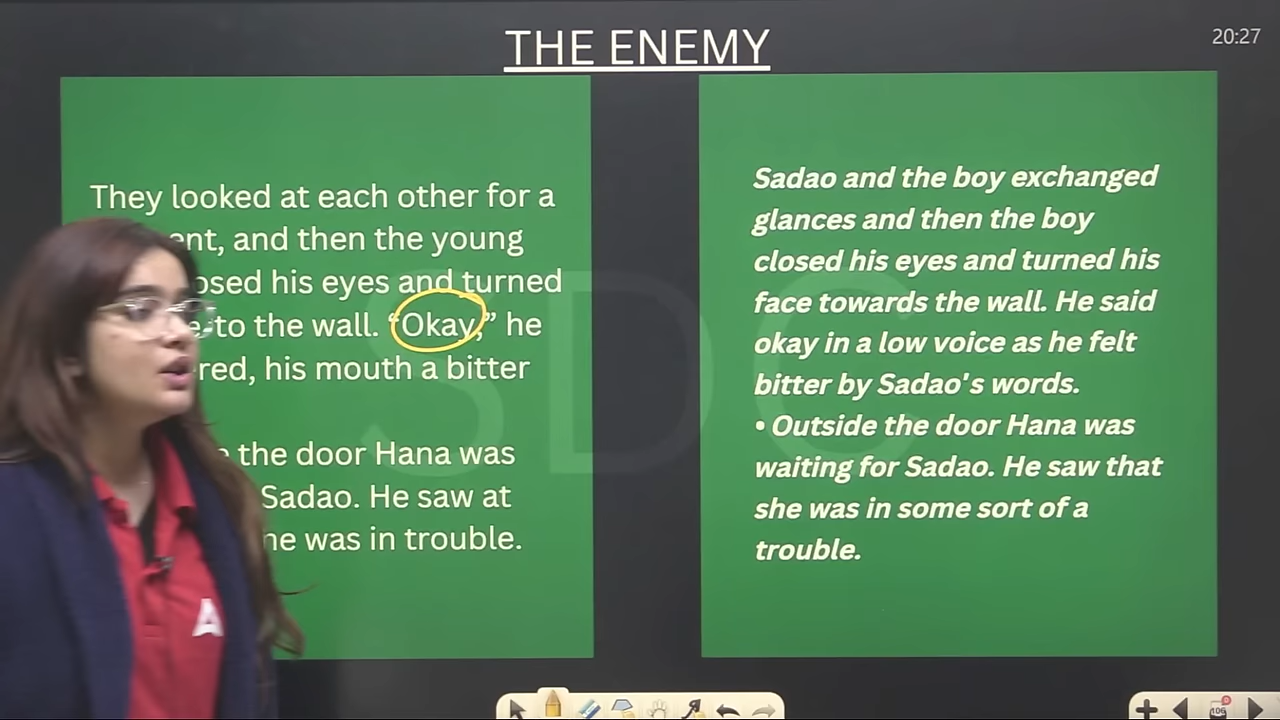 THE ENEMY
20:27
They looked at each other for a
ent, and then the young
osed his eyes and turned
e to the wall. “Okay,” he
red, his mouth a bitter
the door Hana was
Sadao. He saw at
he was in trouble.
Sadao and the boy exchanged
glances and then the boy
closed his eyes and turned his
face towards the wall. He said
okay in a low voice as he felt
bitter by Sadao's words.
• Outside the door Hana was
waiting for Sadao. He saw that
she was in some sort of a
trouble.
SDC
A
106